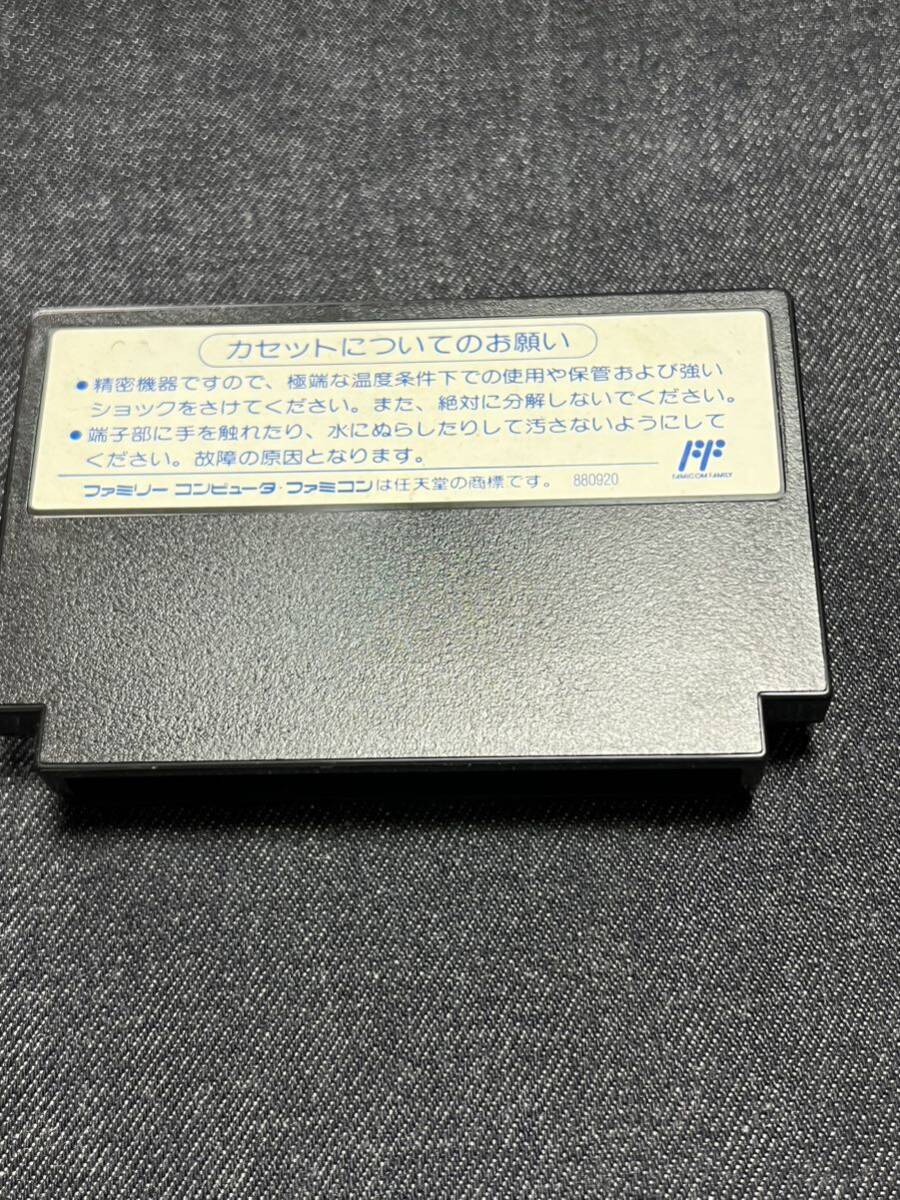 カセットについてのお願い
●精密機器ですので、極端な温度条件下での使用や保管および強い
ショックをさけてください。また、絶対に分解しないでください。
●端子部に手を触れたり、水にぬらしたりして汚さないようにして
ください。故障の原因となります。
FAMICOM FAMILY
ファミリー コンピュータ・ファミコンは任天堂の商標です。 880920